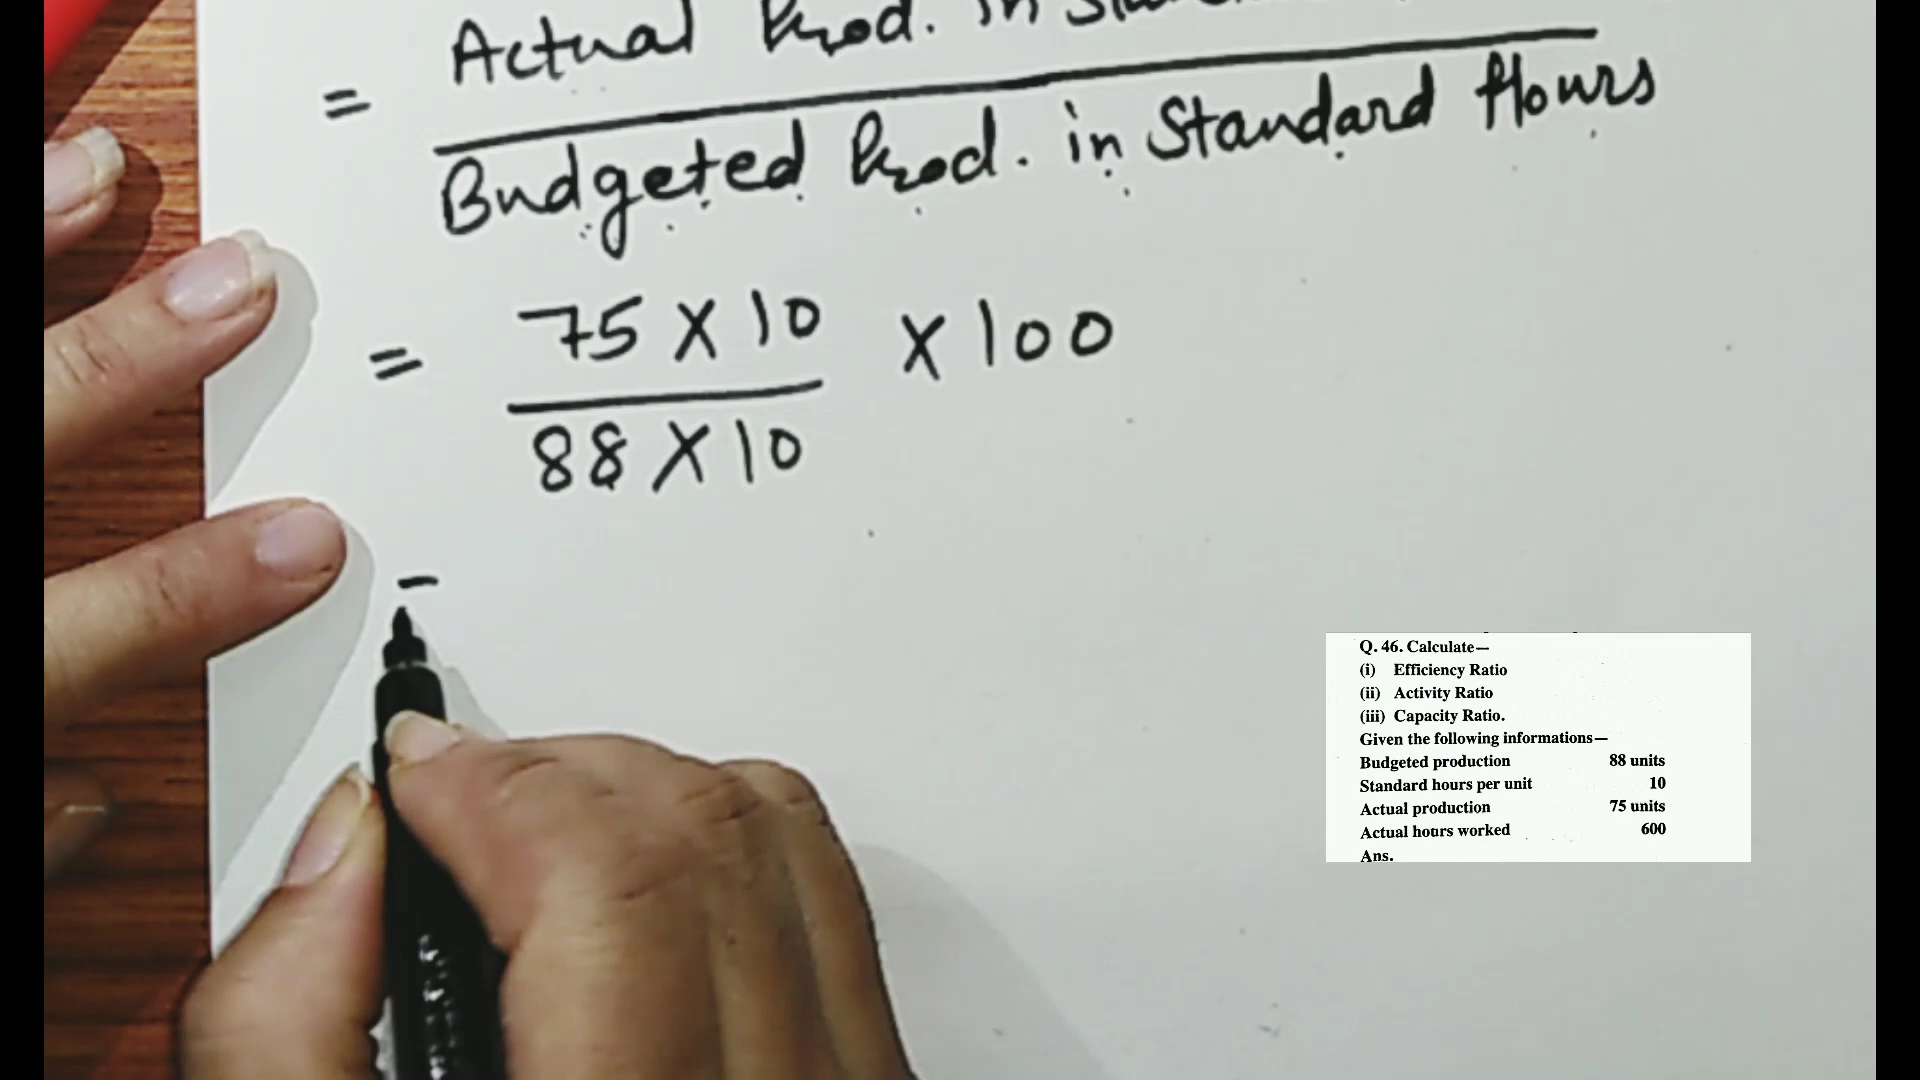 Actual Prod. in
=
Budgeted Prod. in Standard Hours
= 75 X 10 X 100
88 X 10
Q. 46. Calculate—
(i) Efficiency Ratio
(ii) Activity Ratio
(iii) Capacity Ratio.
Given the following informations—
Budgeted production 88 units
Standard hours per unit 10
Actual production 75 units
Actual hours worked 600
Ans.